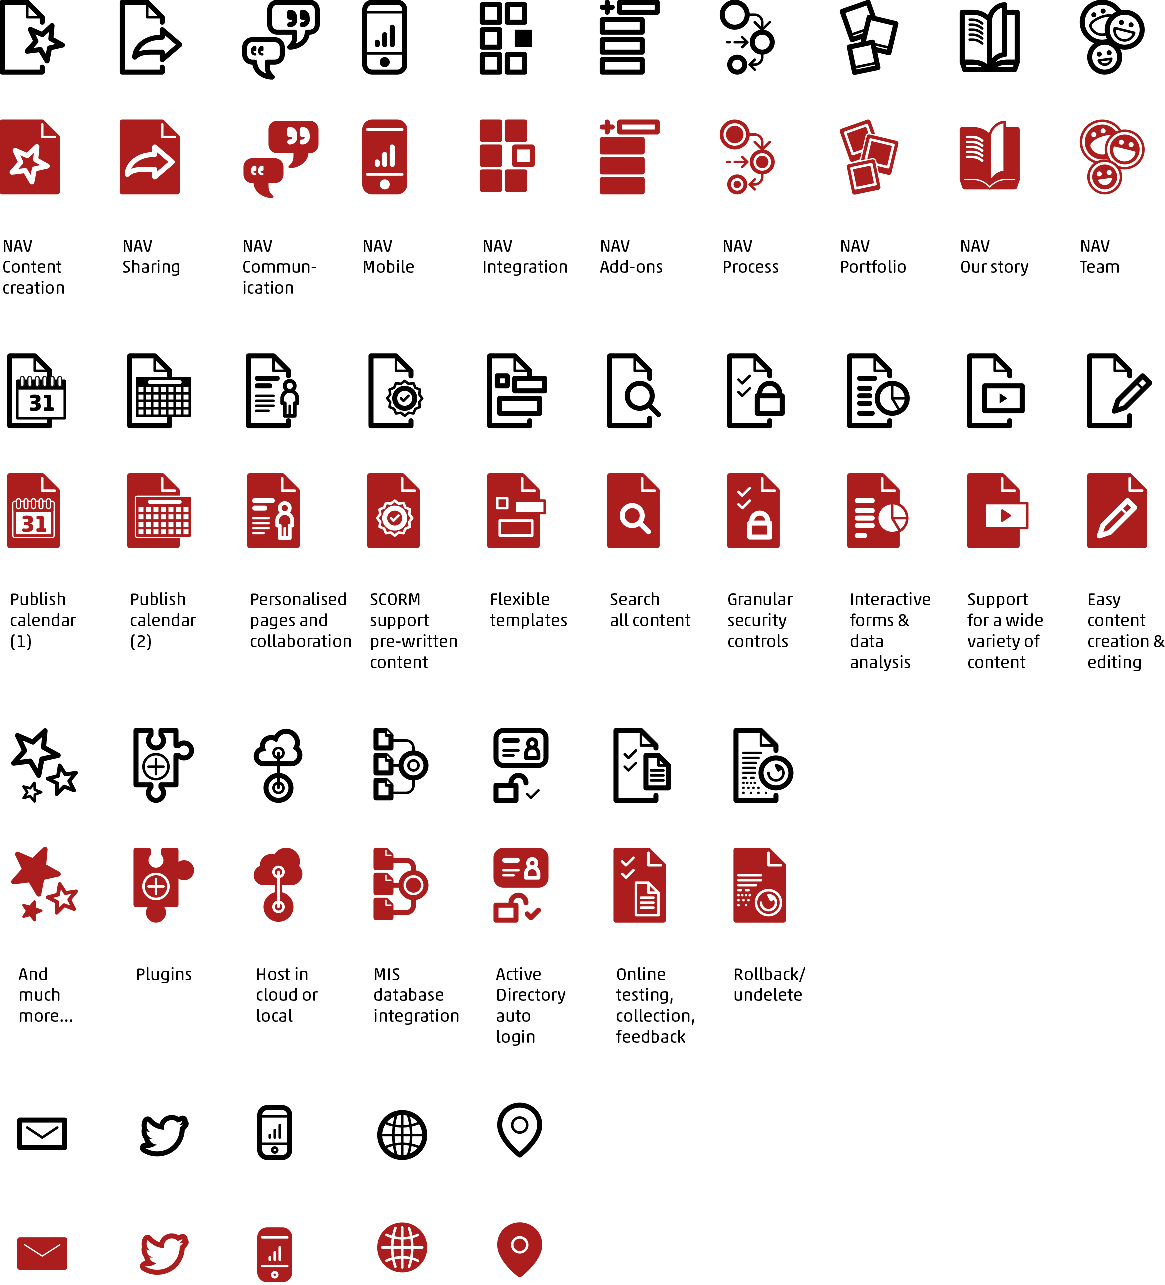 NAV
Content
creation
NAV
Sharing
NAV
Commun-
ication
NAV
Mobile
NAV
Integration
NAV
Add-ons
NAV
Process
NAV
Portfolio
NAV
Our story
NAV
Team
31
31
Publish
calendar
(1)
Publish
calendar
(2)
Personalised
pages and
collaboration
SCORM
support
pre-written
content
Flexible
templates
Search
all content
Granular
security
controls
Interactive
forms &
data
analysis
Support
for a wide
variety of
content
Easy
content
creation &
editing
And
much
more...
Plugins
Host in
cloud or
local
MIS
database
integration
Active
Directory
auto
login
Online
testing,
collection,
feedback
Rollback/
undelete